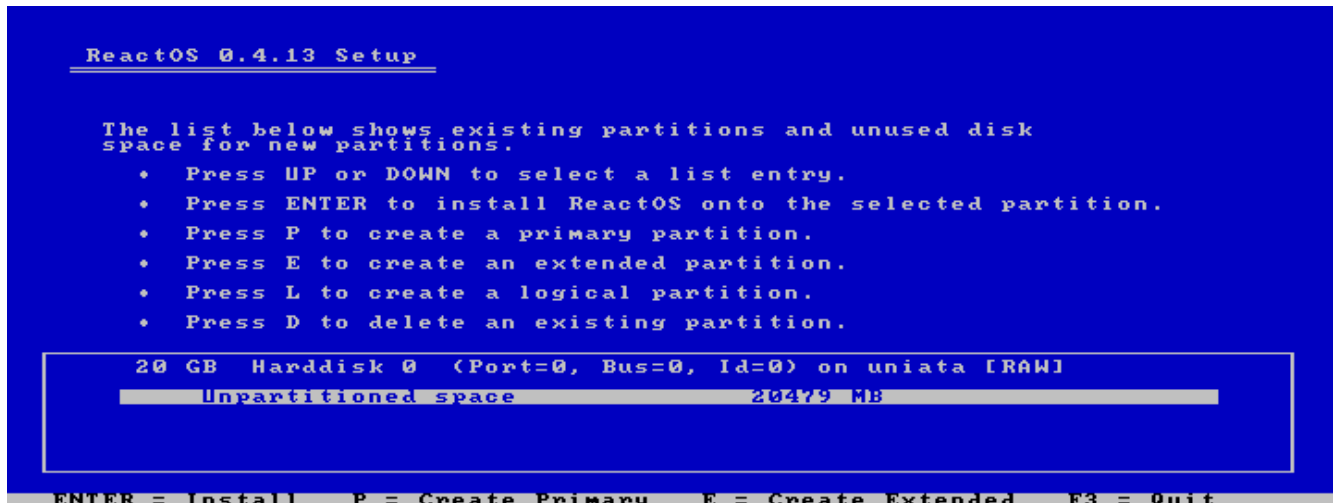 ReactOS 0.4.13 Setup
The list below shows existing partitions and unused disk
space for new partitions.
• Press UP or DOWN to select a list entry.
• Press ENTER to install ReactOS onto the selected partition.
• Press P to create a primary partition.
• Press E to create an extended partition.
• Press L to create a logical partition.
• Press D to delete an existing partition.
20 GB Harddisk 0 (Port=0, Bus=0, Id=0) on uniata [RAW]
Unpartitioned space 20479 MB
ENTER = Install P = Create Primary E = Create Extended F3 = Quit